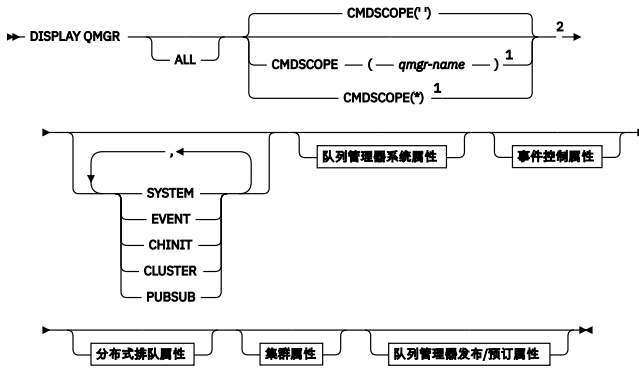 CMDSCOPE(' ')
DISPLAY QMGR
ALL
CMDSCOPE ( qmgr-name ) 1
CMDSCOPE(*) 1
2
,
SYSTEM
EVENT
CHINIT
CLUSTER
PUBSUB
队列管理器系统属性
事件控制属性
分布式排队属性
集群属性
队列管理器发布/预订属性